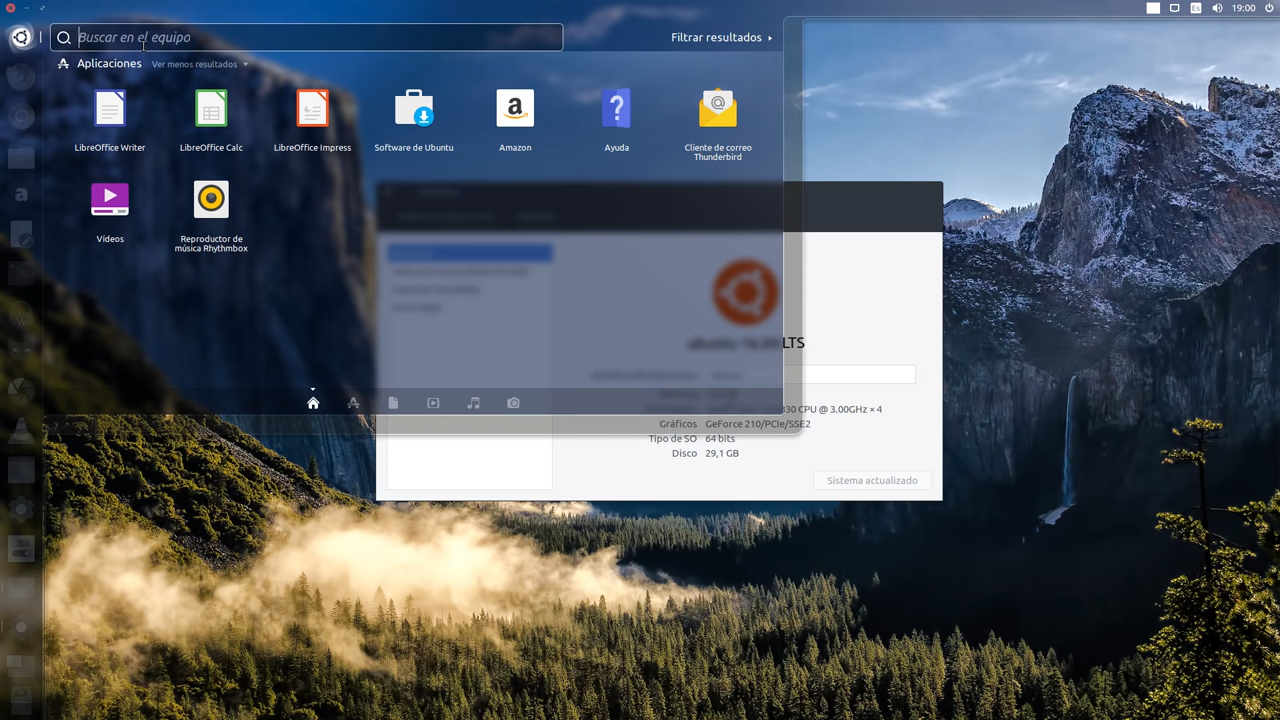 Es
19:00
Buscar en el equipo
Filtrar resultados
Aplicaciones
Ver menos resultados
LibreOffice Writer
LibreOffice Calc
LibreOffice Impress
Software de Ubuntu
Amazon
Ayuda
Cliente de correo
Thunderbird
Vídeos
Reproductor de
música Rhythmbox
LTS
CPU @ 3.00GHz × 4
Gráficos GeForce 210/PCIe/SSE2
Tipo de SO 64 bits
Disco 29,1 GB
Sistema actualizado